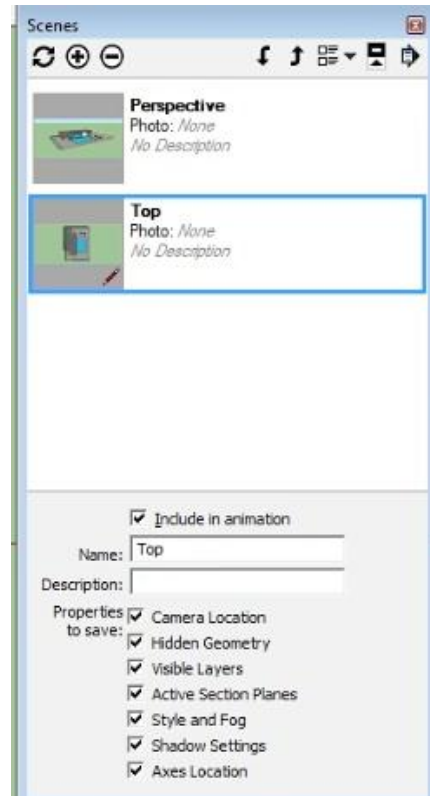 Scenes
Perspective
Photo: None
No Description
Top
Photo: None
No Description
Include in animation
Name: Top
Description:
Properties to save:
Camera Location
Hidden Geometry
Visible Layers
Active Section Planes
Style and Fog
Shadow Settings
Axes Location